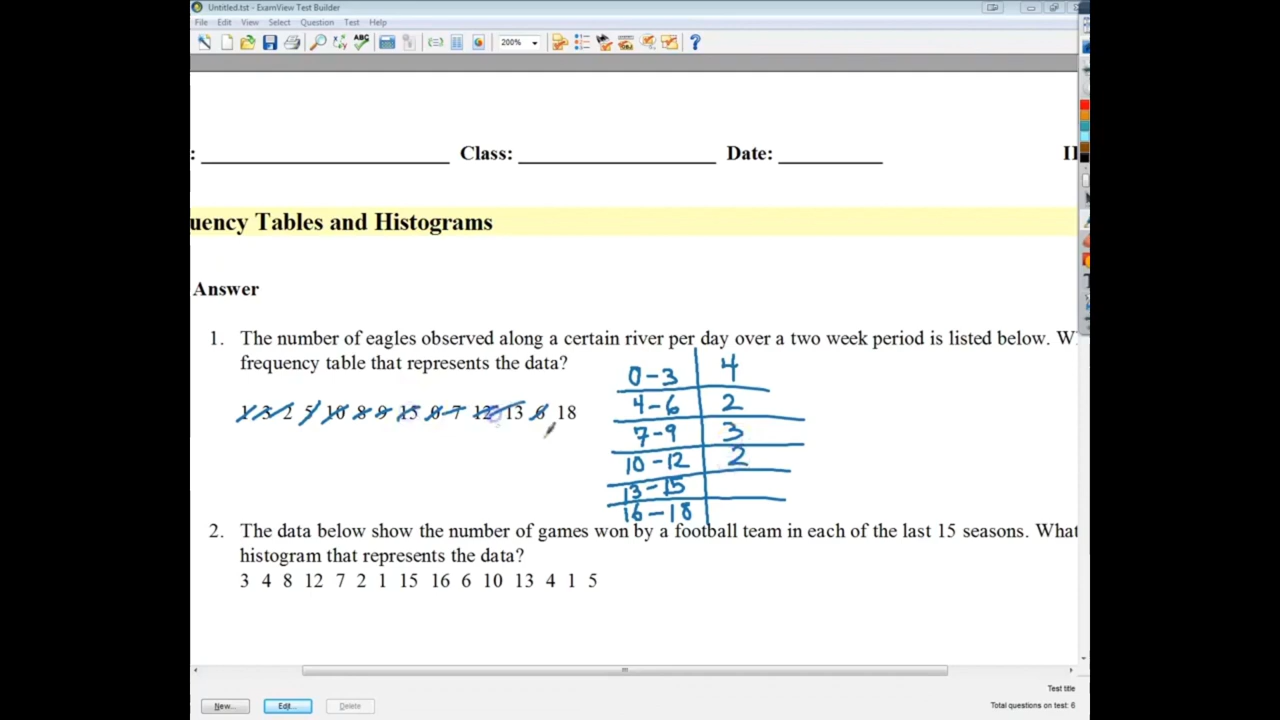 Untitled.tst - ExamView Test Builder
File Edit View Select Question Test Help
ABC 200% ?
: ____________ Class: ____________ Date: ____________ II
uency Tables and Histograms
Answer
1. The number of eagles observed along a certain river per day over a two week period is listed below. W
frequency table that represents the data?
1 3 2 5 10 8 9 15 0 7 12 13 6 18
0-3 4
4-6 2
7-9 3
10-12 2
13-15
16-18
2. The data below show the number of games won by a football team in each of the last 15 seasons. What
histogram that represents the data?
3 4 8 12 7 2 1 15 16 6 10 13 4 1 5
Test title
New... Edit... Delete
Total questions on test: 6